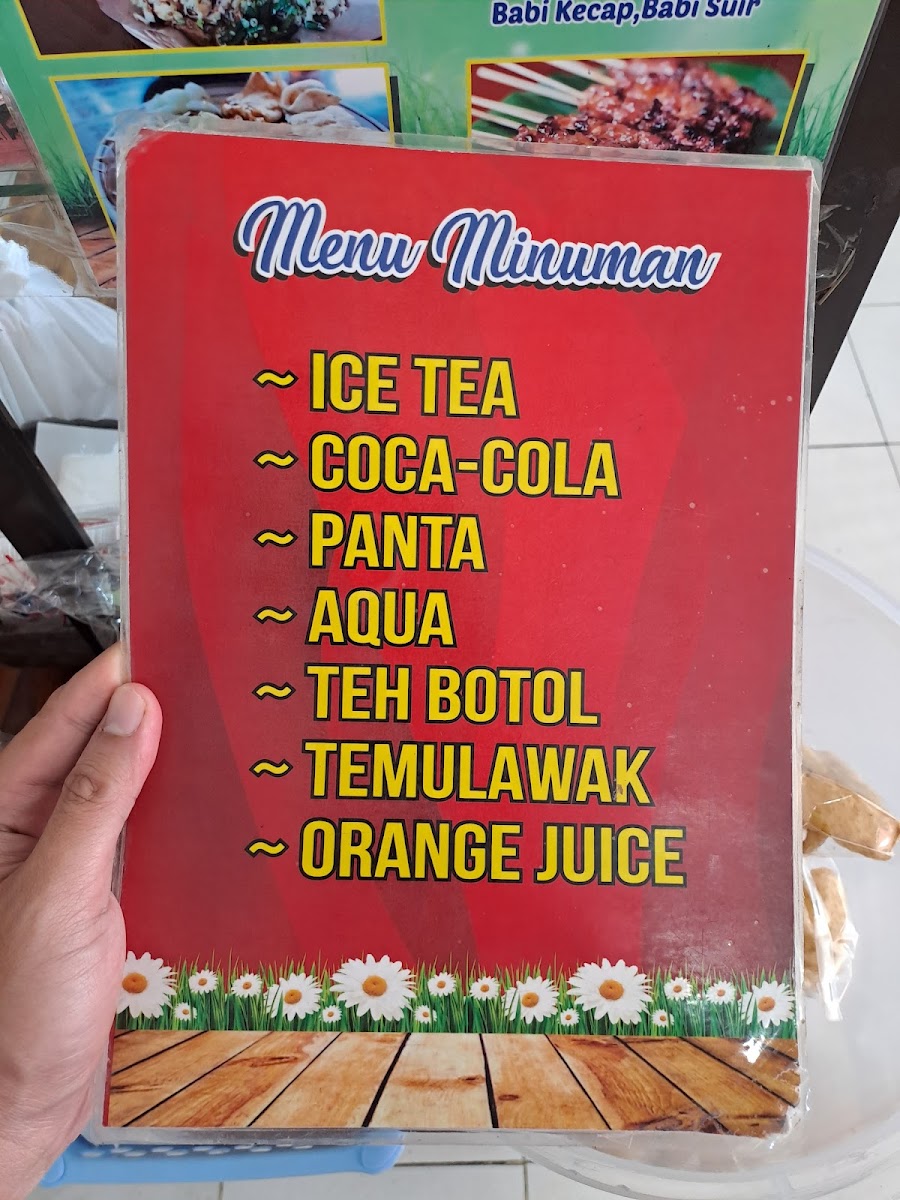 Babi Kecap,Babi Suir
Menu Minuman
~ ICE TEA
~ COCA-COLA
~ PANTA
~ AQUA
~ TEH BOTOL
~ TEMULAWAK
~ ORANGE JUICE